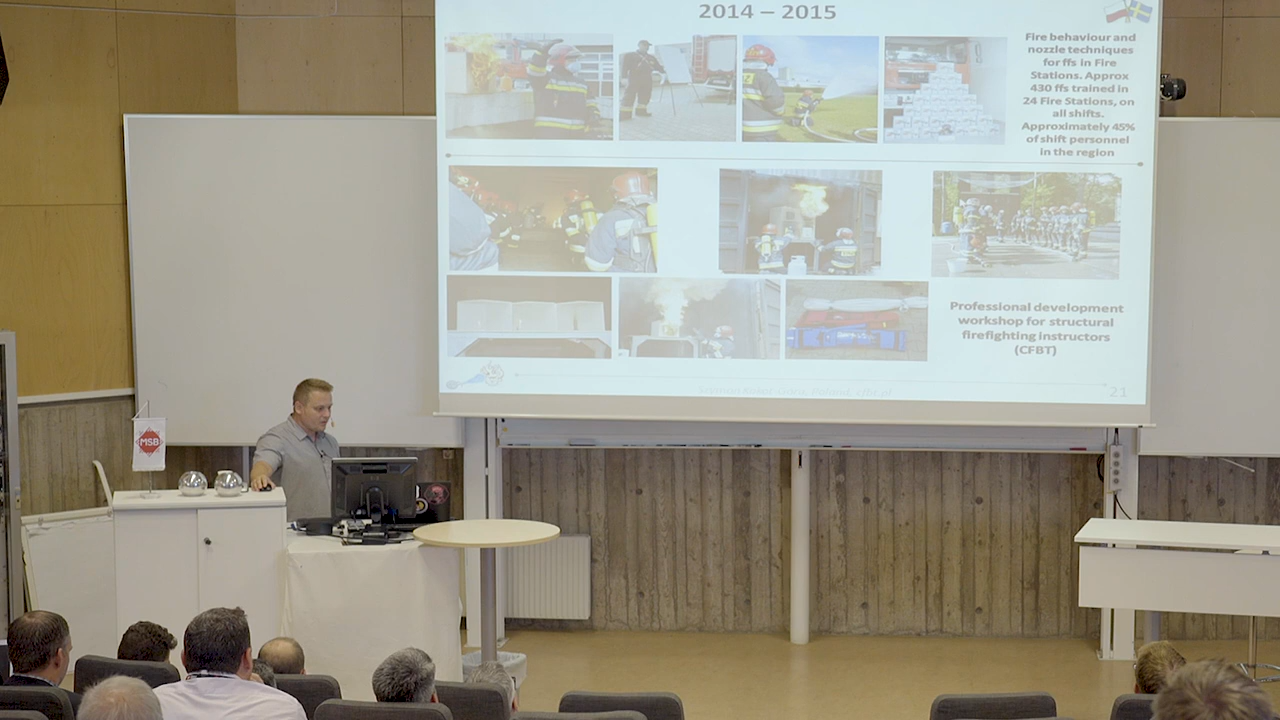 2014 – 2015
Fire behaviour and
nozzle techniques
for ffs in Fire
Stations. Approx
430 ffs trained in
24 Fire Stations, on
all shifts.
Approximately 45%
of shift personnel
in the region
Professional development
workshop for structural
firefighting instructors
(CFBT)
21
MSB